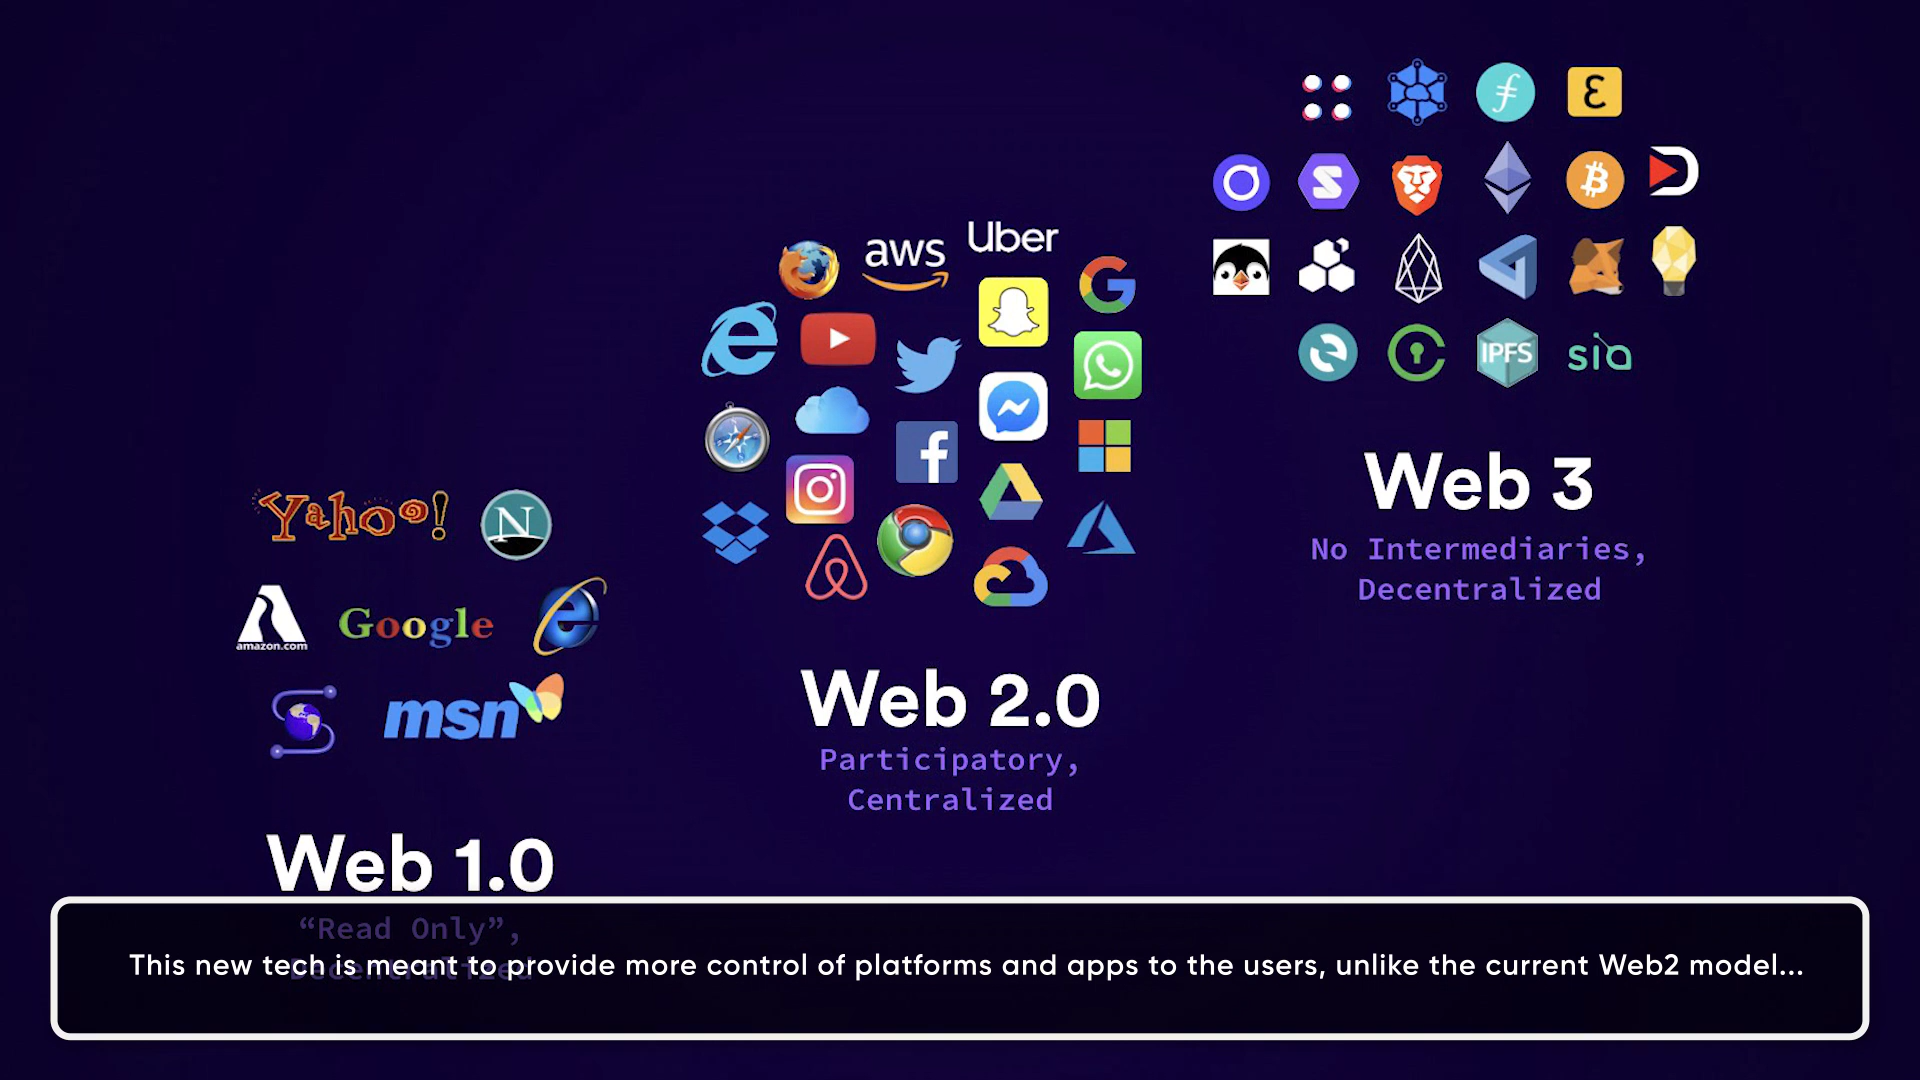 Uber
aws
Yahoo!
N
amazon.com
Google
msn
IPFS
sia
Web 3
No Intermediaries,
Decentralized
Web 2.0
Participatory,
Centralized
Web 1.0
“Read Only”,
Decentralized
This new tech is meant to provide more control of platforms and apps to the users, unlike the current Web2 model...